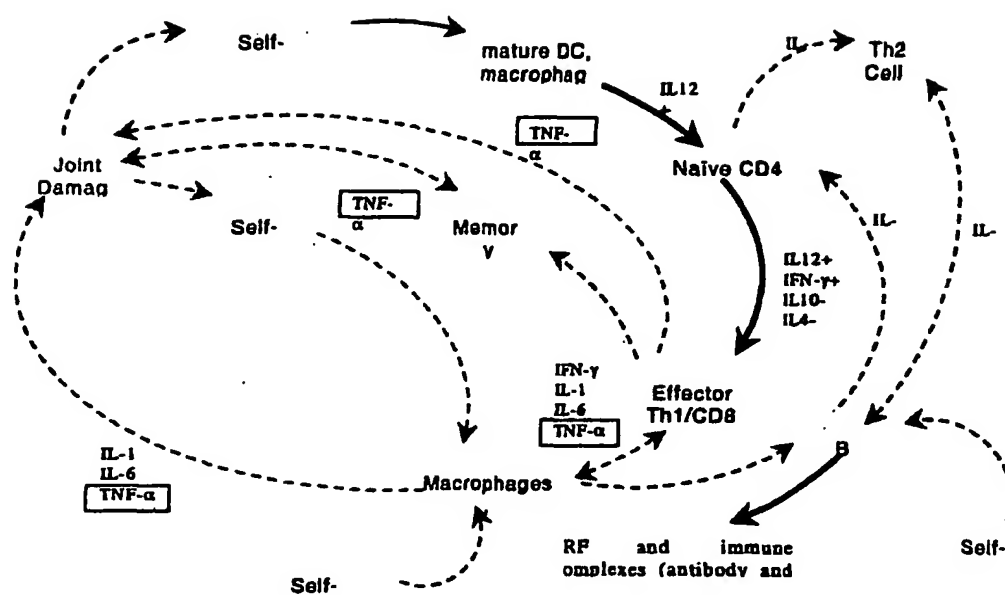 Self-
mature DC,
macrophag
IL-
Th2
Cell
IL12
TNF-
α
Naïve CD4
Joint
Damag
TNF-
α
Self-
Memor
y
IL-
IL-
IL12+
IFN-γ+
IL10-
IL4-
IFN-γ
IL-1
IL-6
TNF-α
Effector
Th1/CD8
IL-1
IL-6
TNF-α
Macrophages
B
RF and immune
omplexes (antibody and
Self-
Self-